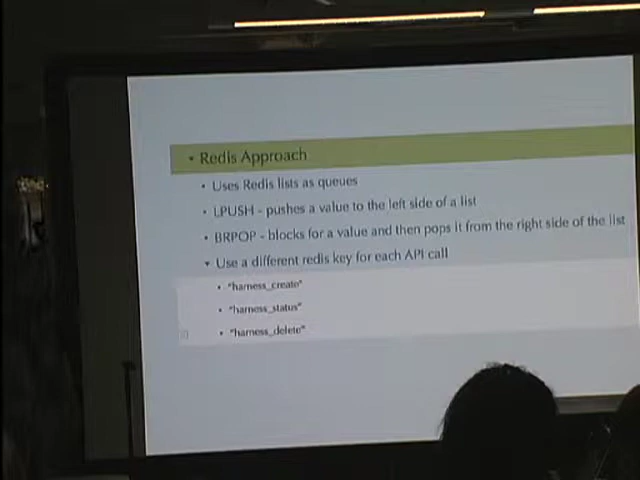 • Redis Approach
• Uses Redis lists as queues
• LPUSH - pushes a value to the left side of a list
• BRPOP - blocks for a value and then pops it from the right side of the list
▾ Use a different redis key for each API call
• "harness_create"
• "harness_status"
• "harness_delete"